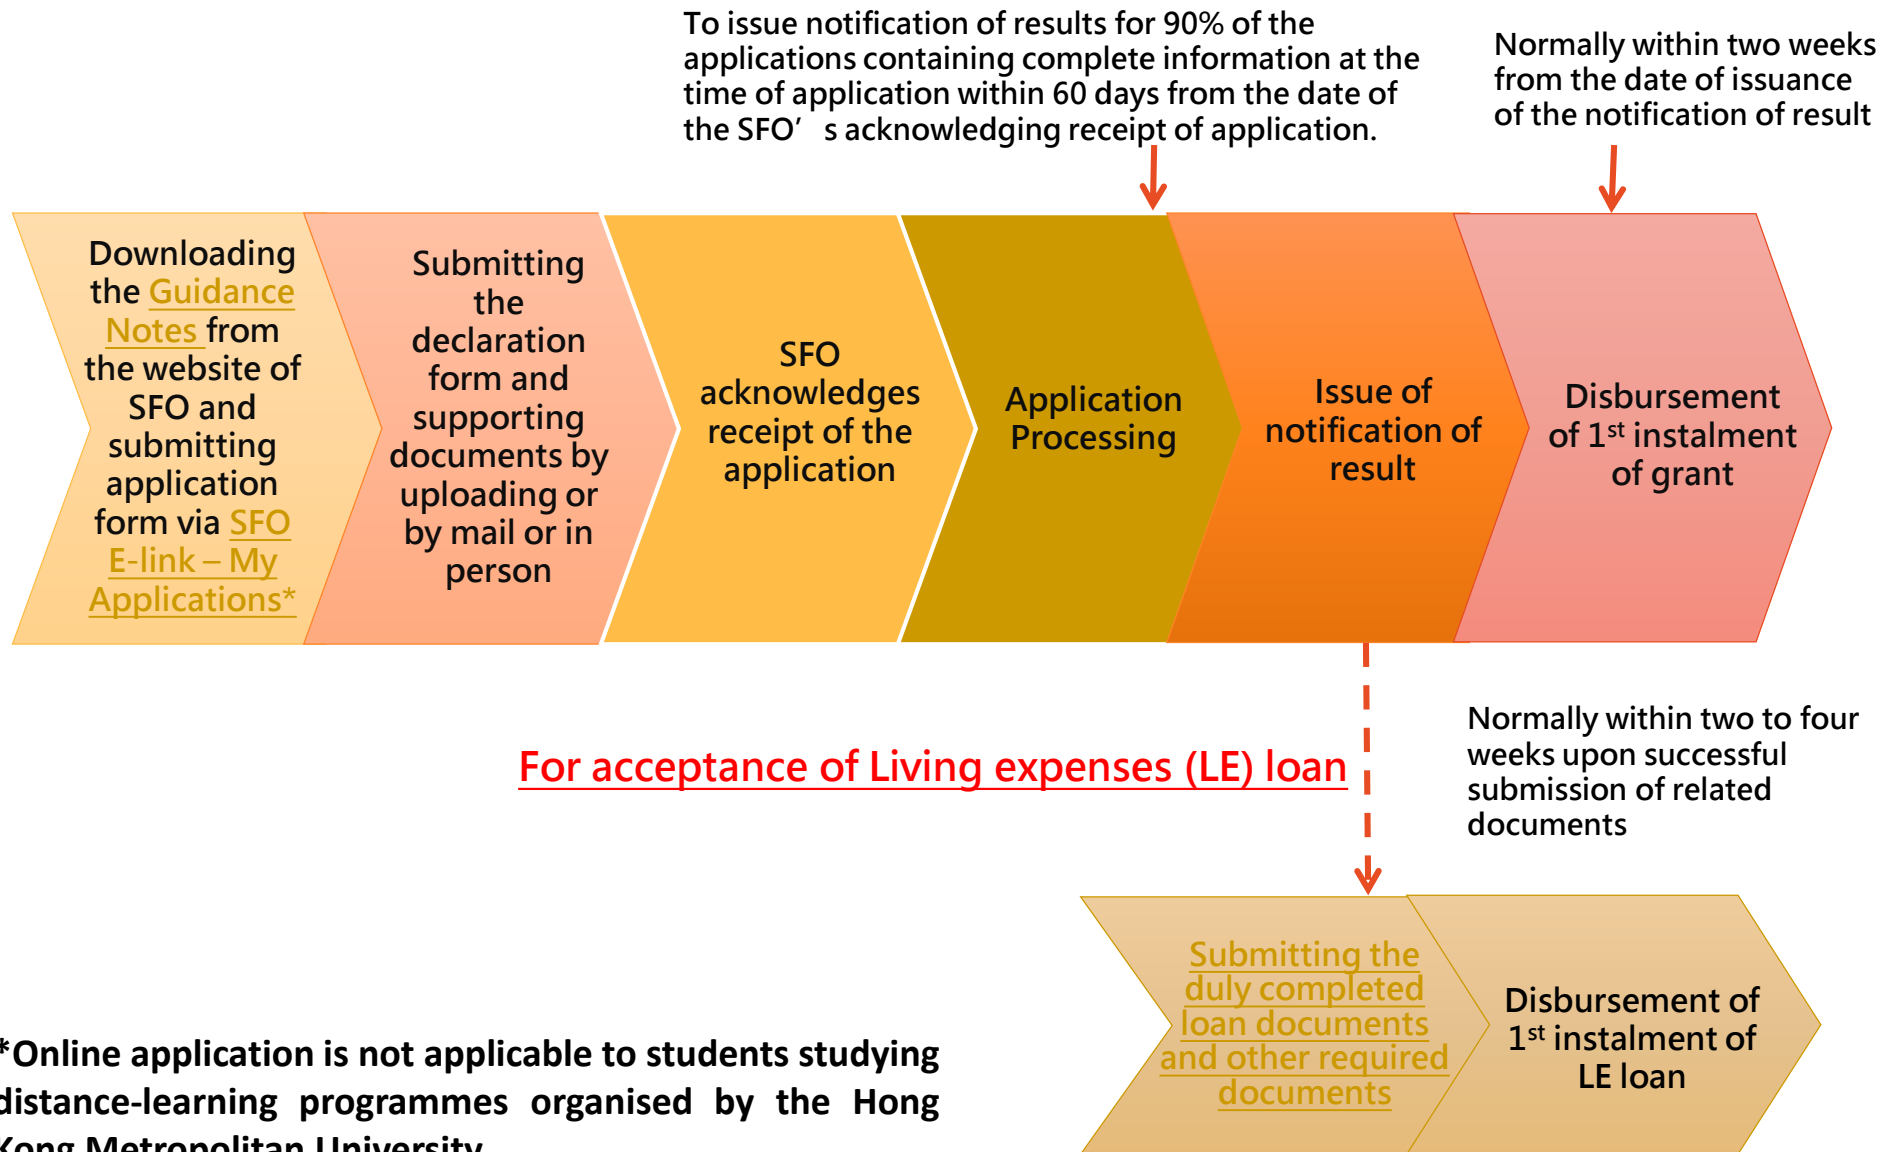 To issue notification of results for 90% of the
applications containing complete information at the
time of application within 60 days from the date of
the SFO’ s acknowledging receipt of application.
Normally within two weeks
from the date of issuance
of the notification of result
Downloading
the Guidance
Notes from
the website of
SFO and
submitting
application
form via SFO
E-link – My
Applications*
Submitting
the
declaration
form and
supporting
documents by
uploading or
by mail or in
person
SFO
acknowledges
receipt of the
application
Application
Processing
Issue of
notification of
result
Disbursement
of 1st instalment
of grant
For acceptance of Living expenses (LE) loan
Normally within two to four
weeks upon successful
submission of related
documents
Submitting the
duly completed
loan documents
and other required
documents
Disbursement of
1st instalment of
LE loan
*Online application is not applicable to students studying
distance-learning programmes organised by the Hong
Kong Metropolitan University